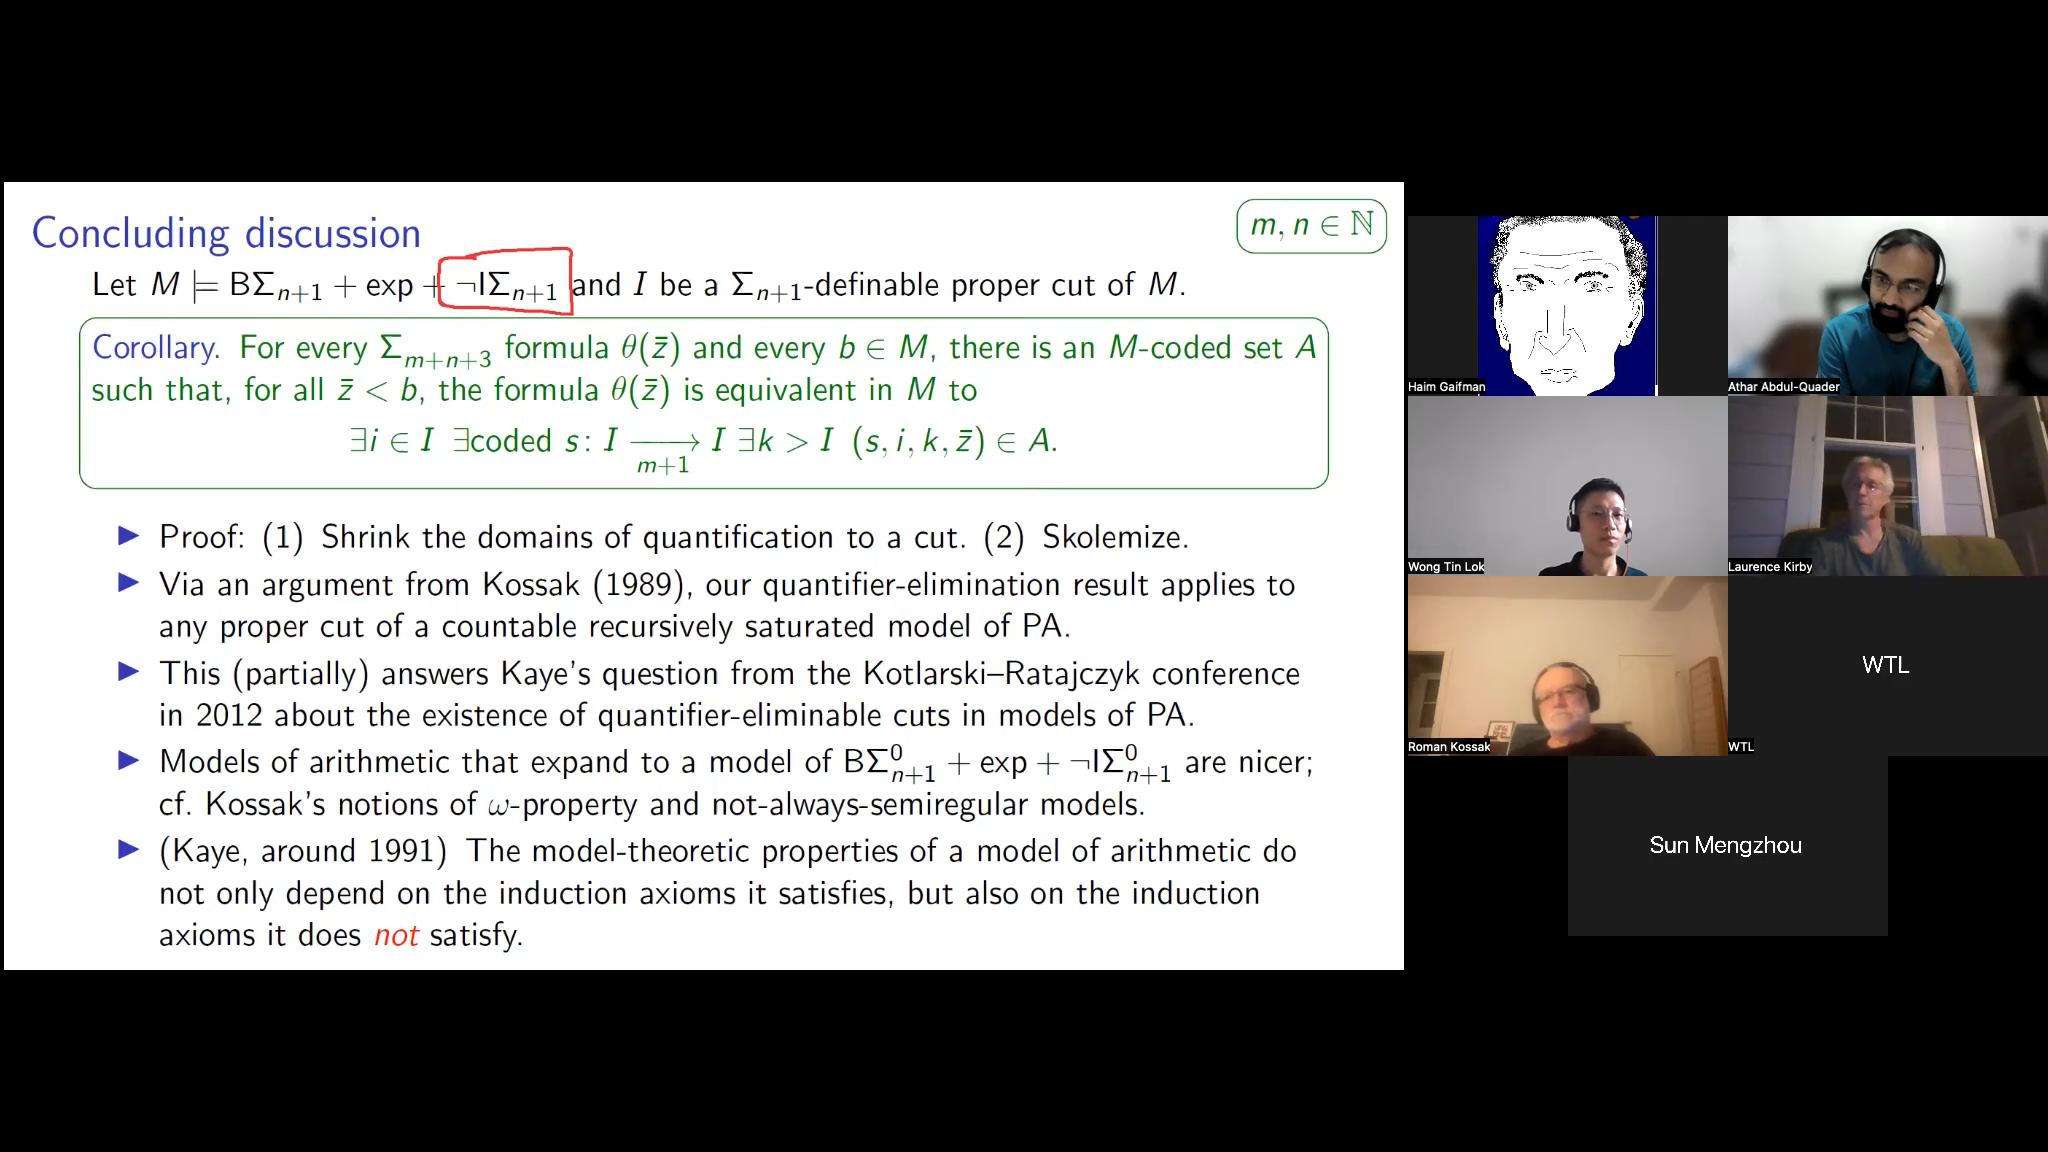 Concluding discussion
m, n ∈ ℕ
Let M ⊨ BΣₙ₊₁ + exp + ¬IΣₙ₊₁ and I be a Σₙ₊₁-definable proper cut of M.
Corollary. For every Σₘ₊ₙ₊₃ formula θ(z̄) and every b ∈ M, there is an M-coded set A
such that, for all z̄ < b, the formula θ(z̄) is equivalent in M to
∃i ∈ I ∃coded s: I ⟶ I ∃k > I (s, i, k, z̄) ∈ A.
m+1
▶ Proof: (1) Shrink the domains of quantification to a cut. (2) Skolemize.
▶ Via an argument from Kossak (1989), our quantifier-elimination result applies to
any proper cut of a countable recursively saturated model of PA.
▶ This (partially) answers Kaye's question from the Kotlarski–Ratajczyk conference
in 2012 about the existence of quantifier-eliminable cuts in models of PA.
▶ Models of arithmetic that expand to a model of BΣ⁰ₙ₊₁ + exp + ¬IΣ⁰ₙ₊₁ are nicer;
cf. Kossak's notions of ω-property and not-always-semiregular models.
▶ (Kaye, around 1991) The model-theoretic properties of a model of arithmetic do
not only depend on the induction axioms it satisfies, but also on the induction
axioms it does not satisfy.
Haim Gaifman
Athar Abdul-Quader
Wong Tin Lok
Laurence Kirby
Roman Kossak
WTL
WTL
Sun Mengzhou